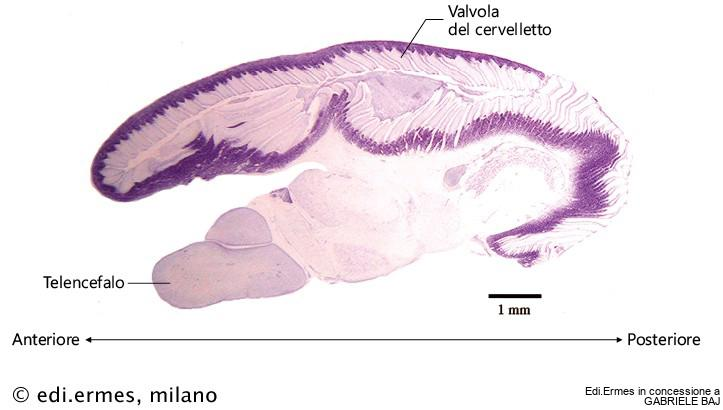 Valvola
del cervelletto
Telencefalo
1 mm
Anteriore
Posteriore
© edi.ermes, milano
Edi.Ermes in concessione a
GABRIELE BAJ